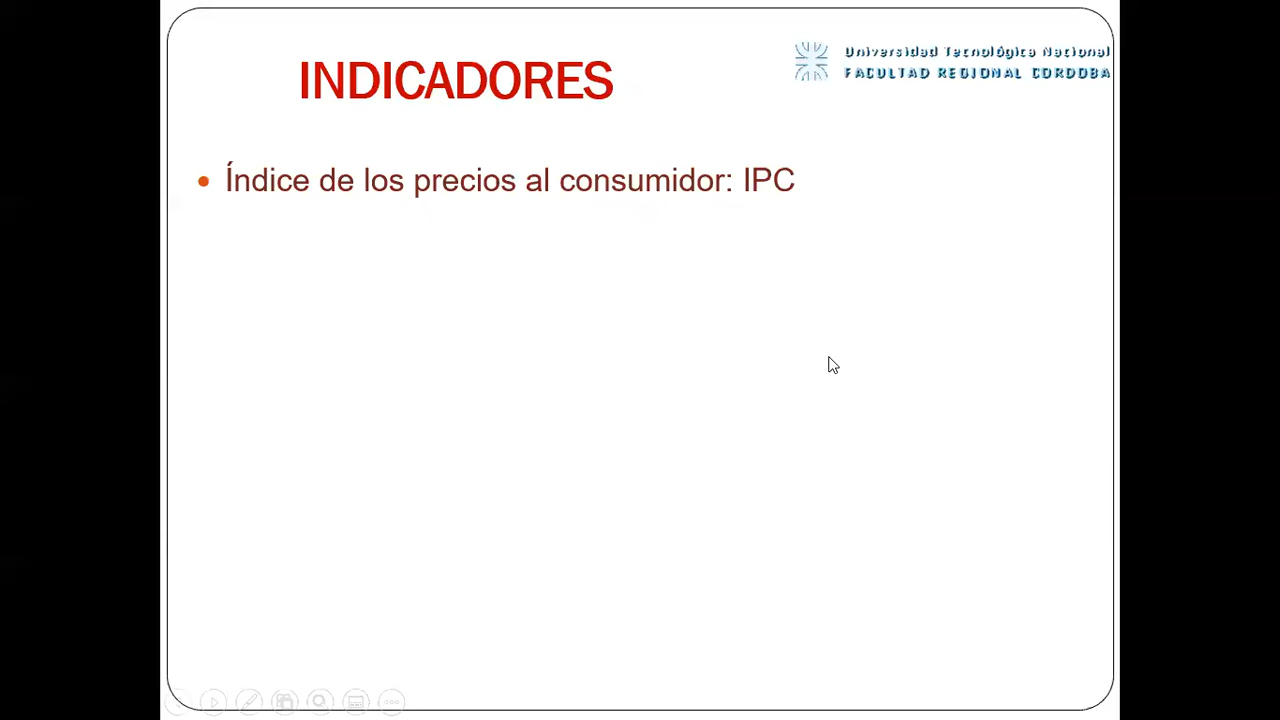 INDICADORES
Universidad Tecnológica Nacional
FACULTAD REGIONAL CORDOBA
• Índice de los precios al consumidor: IPC